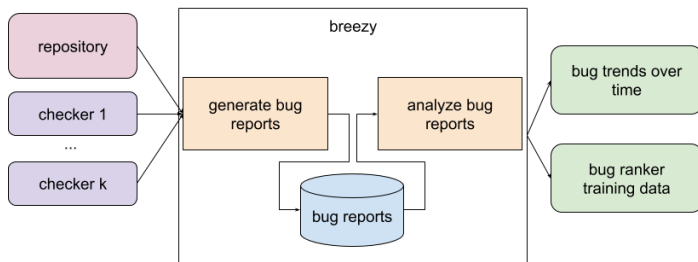 breezy
repository
checker 1
...
checker k
generate bug
reports
analyze bug
reports
bug reports
bug trends over
time
bug ranker
training data